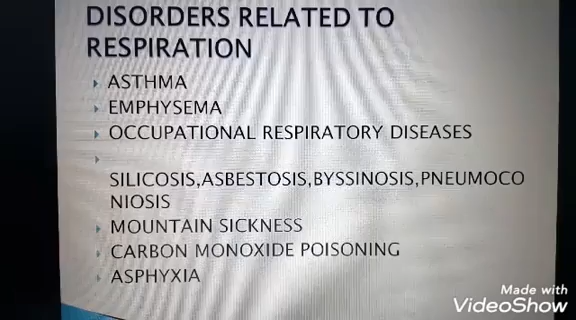 DISORDERS RELATED TO
RESPIRATION
ASTHMA
EMPHYSEMA
OCCUPATIONAL RESPIRATORY DISEASES
SILICOSIS,ASBESTOSIS,BYSSINOSIS,PNEUMOCO
NIOSIS
MOUNTAIN SICKNESS
CARBON MONOXIDE POISONING
ASPHYXIA
Made with
VideoShow